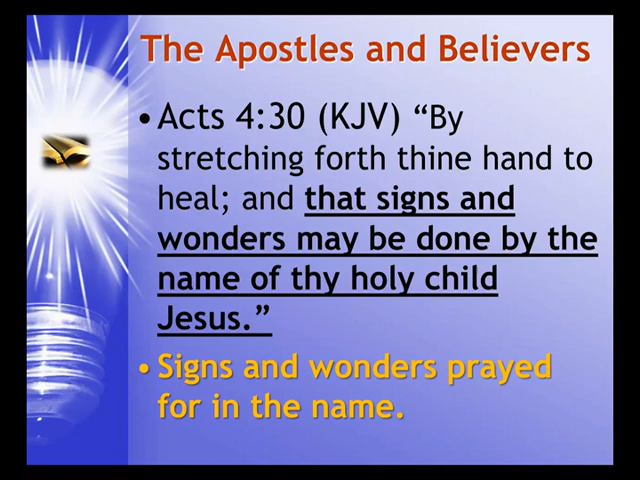 The Apostles and Believers
•Acts 4:30 (KJV) “By
stretching forth thine hand to
heal; and that signs and
wonders may be done by the
name of thy holy child
Jesus.”
•Signs and wonders prayed
for in the name.